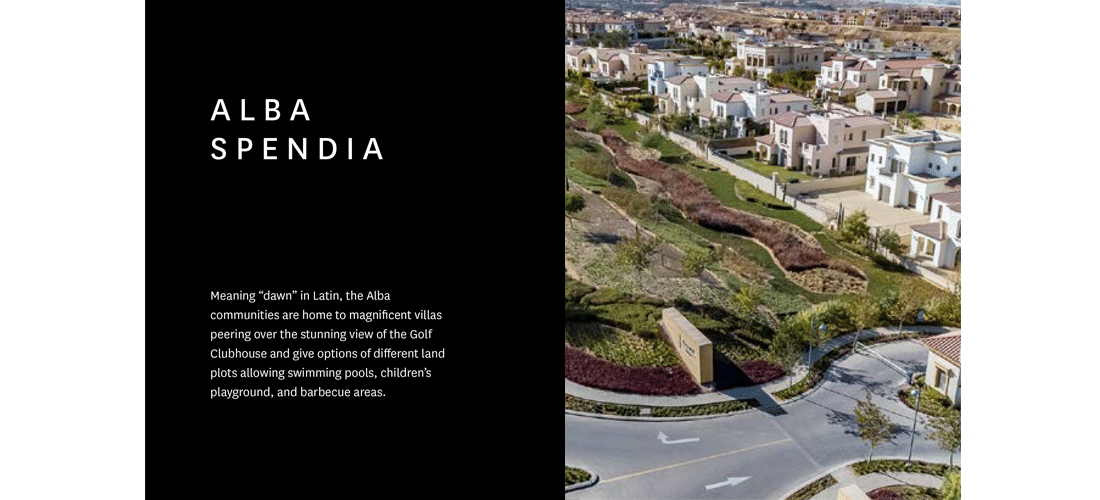 ALBA
SPENDIA
Meaning “dawn” in Latin, the Alba
communities are home to magnificent villas
peering over the stunning view of the Golf
Clubhouse and give options of different land
plots allowing swimming pools, children’s
playground, and barbecue areas.